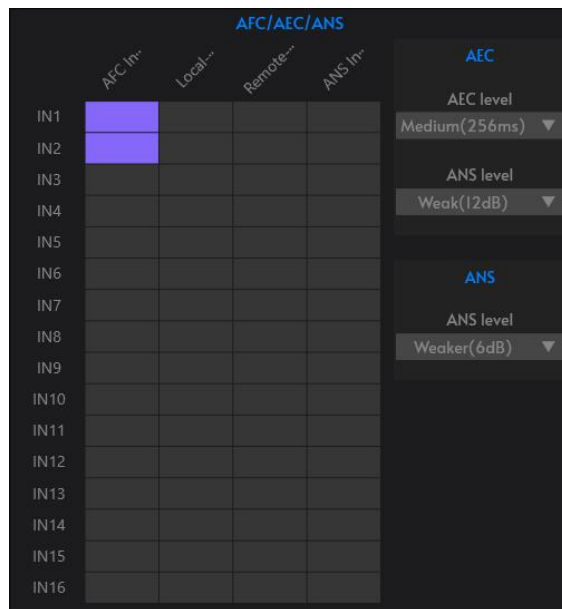 AFC/AEC/ANS
AFC In··
Local-··
Remote-··
ANS In··
IN1
IN2
IN3
IN4
IN5
IN6
IN7
IN8
IN9
IN10
IN11
IN12
IN13
IN14
IN15
IN16
AEC
AEC level
Medium(256ms)
ANS level
Weak(12dB)
ANS
ANS level
Weaker(6dB)